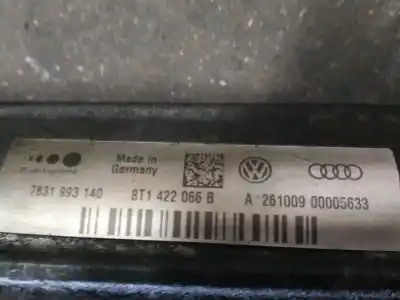 Made in
Germany
7831 993 140 8T1 422 066 B A 261009 00005633